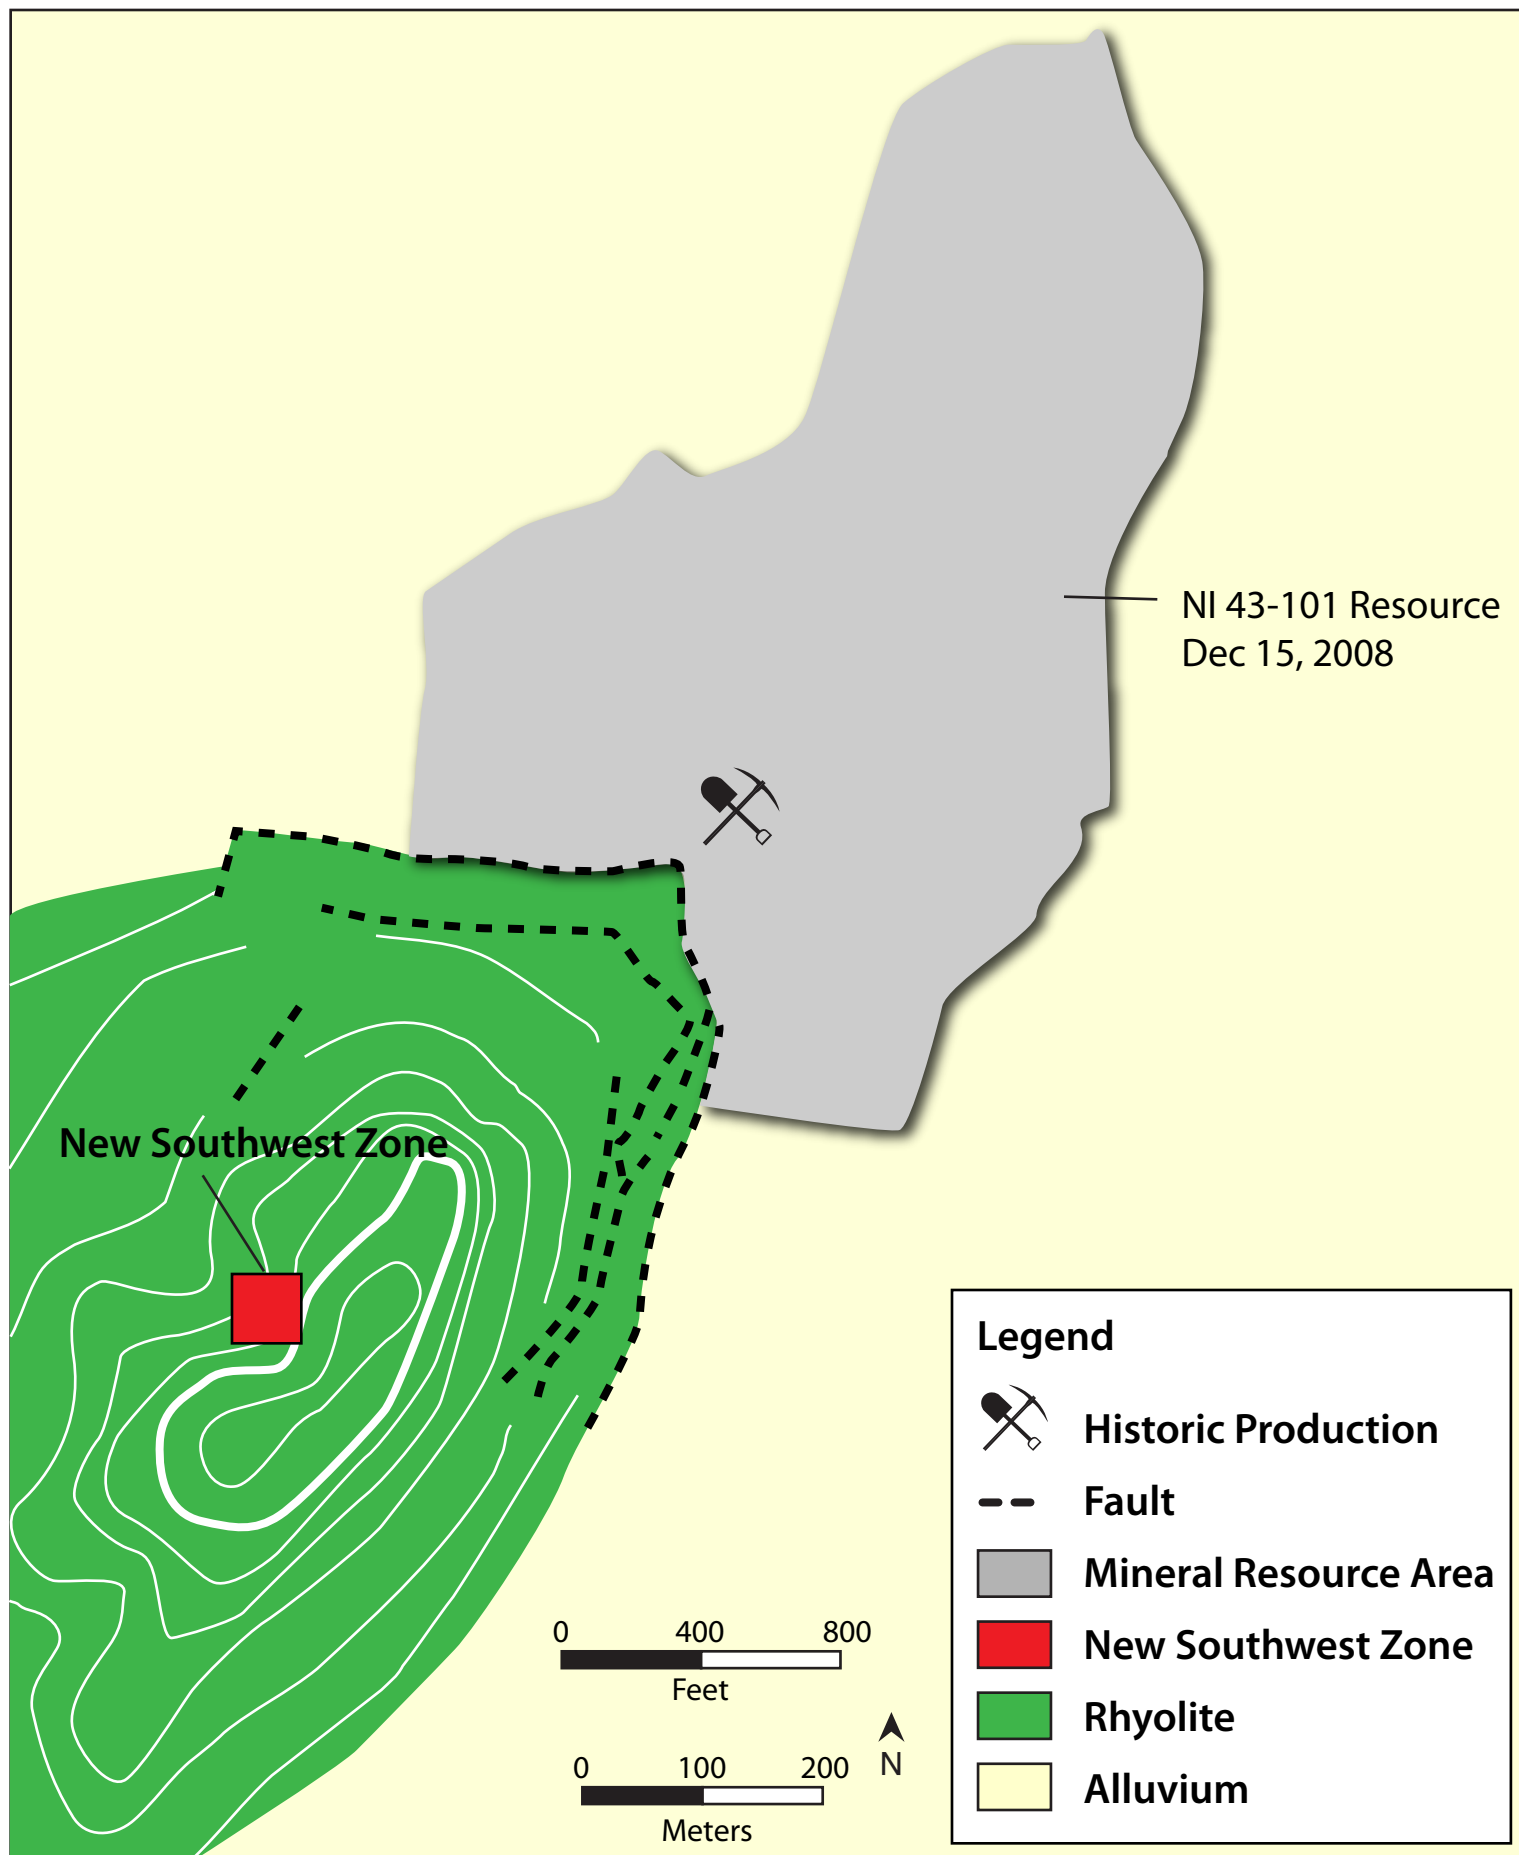 NI 43-101 Resource
Dec 15, 2008
New Southwest Zone
Legend
Historic Production
Fault
Mineral Resource Area
New Southwest Zone
Rhyolite
Alluvium
0 400 800
Feet
0 100 200
Meters
N